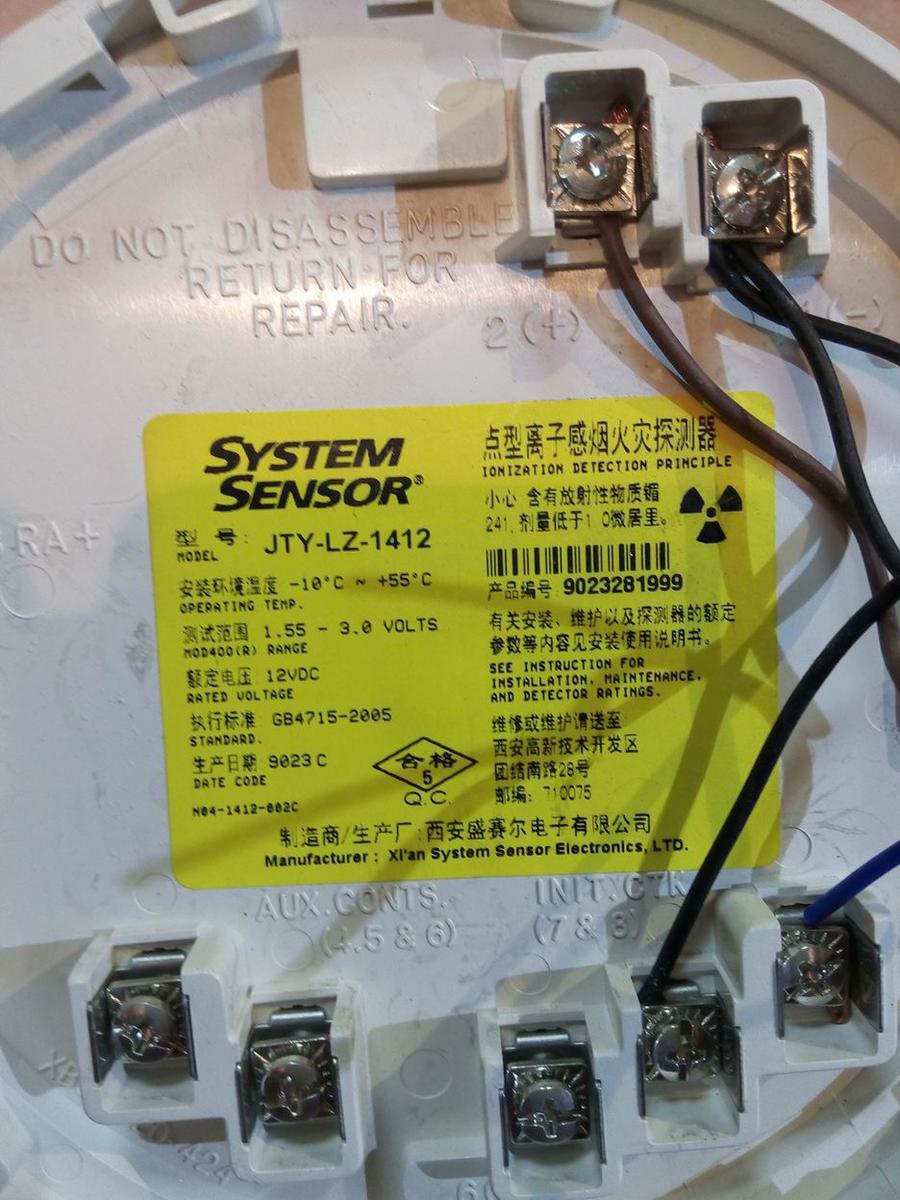 DO NOT DISASSEMBLE
RETURN FOR
REPAIR.
2(+)
(-)
RA+
SYSTEM
SENSOR®
型 号:
MODEL
JTY-LZ-1412
安装环境温度 -10°C ~ +55°C
OPERATING TEMP.
测试范围 1.55 - 3.0 VOLTS
MOD400(R) RANGE
额定电压 12VDC
RATED VOLTAGE
执行标准 GB4715-2005
STANDARD.
生产日期 9023 C
DATE CODE
N04-1412-002C
合格
5
Q.C.
点型离子感烟火灾探测器
IONIZATION DETECTION PRINCIPLE
小心 含有放射性物质镅
241, 剂量低于1.0微居里。
产品编号 9023281999
有关安装、维护以及探测器的额定
参数等内容见安装使用说明书。
SEE INSTRUCTION FOR
INSTALLATION, MAINTENANCE,
AND DETECTOR RATINGS.
维修或维护请送至
西安高新技术开发区
团结南路28号
邮编: 710075
制造商/生产厂:西安盛赛尔电子有限公司
Manufacturer : Xi'an System Sensor Electronics, LTD.
AUX.CONTS.
(4,5 & 6)
INIT.CTK
(7 & 3)